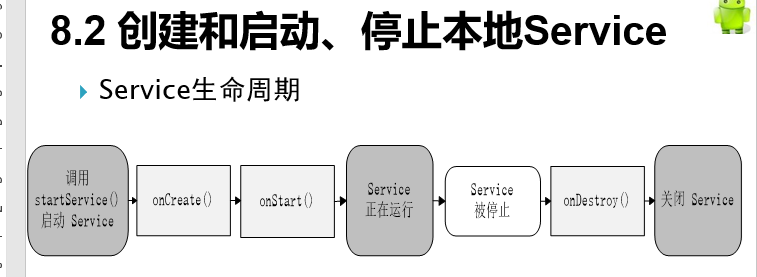 8.2 创建和启动、停止本地Service
Service生命周期
调用
startService()
启动 Service
onCreate()
onStart()
Service
正在运行
Service
被停止
onDestroy()
关闭 Service